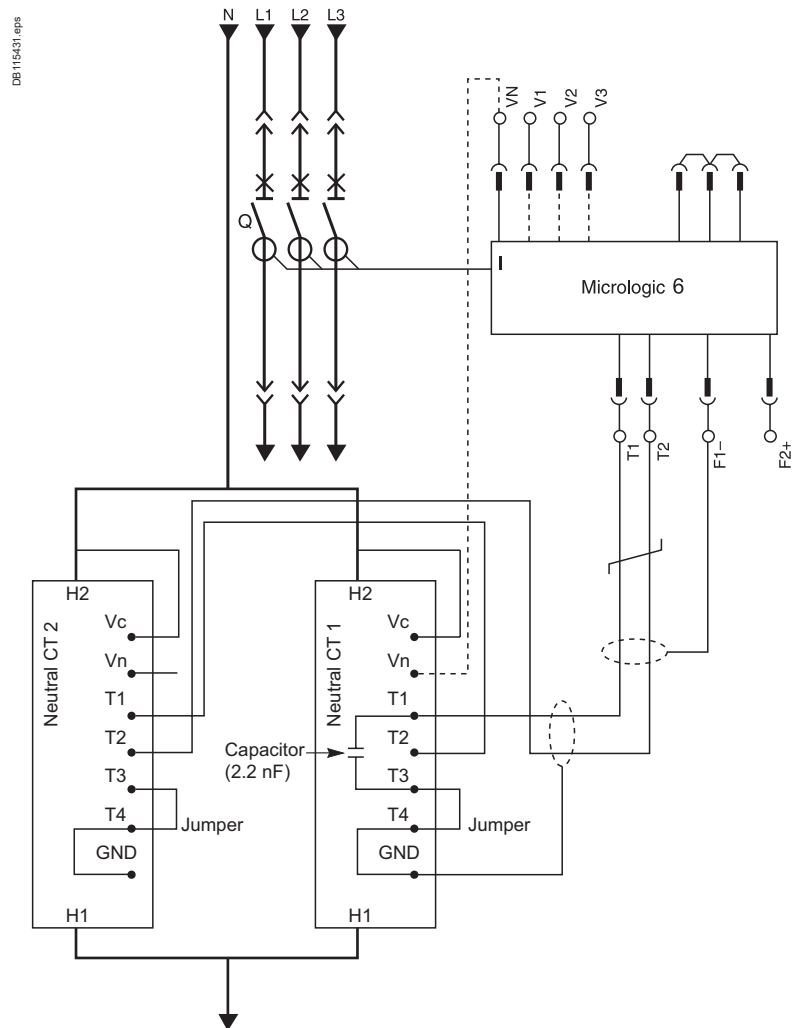 DB115431.eps
N L1 L2 L3
VN V1 V2 V3
Q
I
Micrologic 6
T1 T2 F1– F2+
H2
Vc
Vn
T1
T2
T3
T4
GND
H1
Neutral CT 2
Jumper
H2
Vc
Vn
T1
T2
T3
T4
GND
H1
Neutral CT 1
Capacitor
(2.2 nF)
Jumper